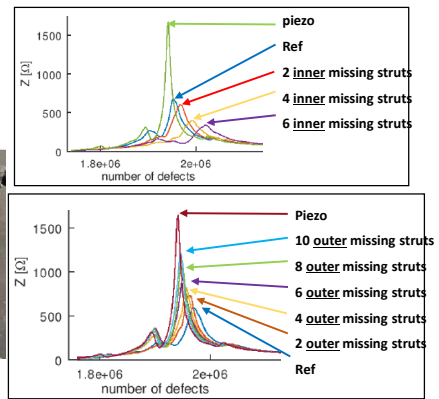 piezo
Ref
2 inner missing struts
4 inner missing struts
6 inner missing struts
Z [Ω]
1500
1000
500
0
1.8e+06
2e+06
number of defects
Piezo
10 outer missing struts
8 outer missing struts
6 outer missing struts
4 outer missing struts
2 outer missing struts
Ref
Z [Ω]
1500
1000
500
0
1.8e+06
2e+06
number of defects